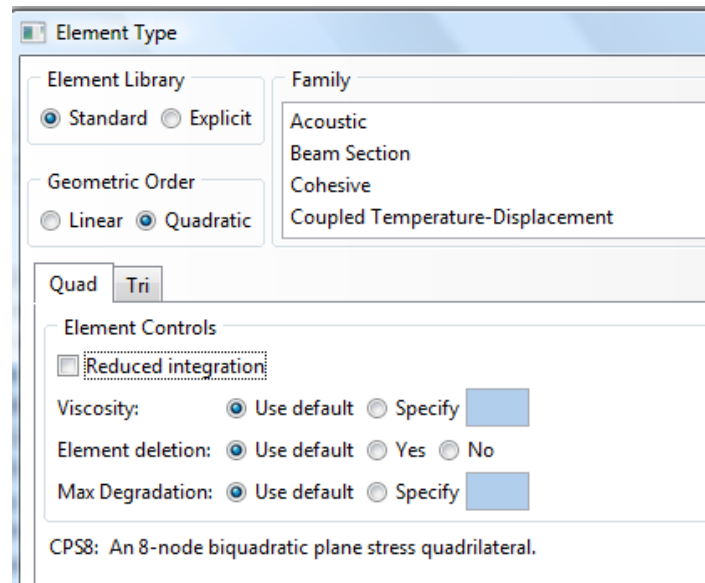 Element Type
Element Library
Standard Explicit
Family
Acoustic
Beam Section
Cohesive
Coupled Temperature-Displacement
Geometric Order
Linear Quadratic
Quad Tri
Element Controls
Reduced integration
Viscosity: Use default Specify
Element deletion: Use default Yes No
Max Degradation: Use default Specify
CPS8: An 8-node biquadratic plane stress quadrilateral.